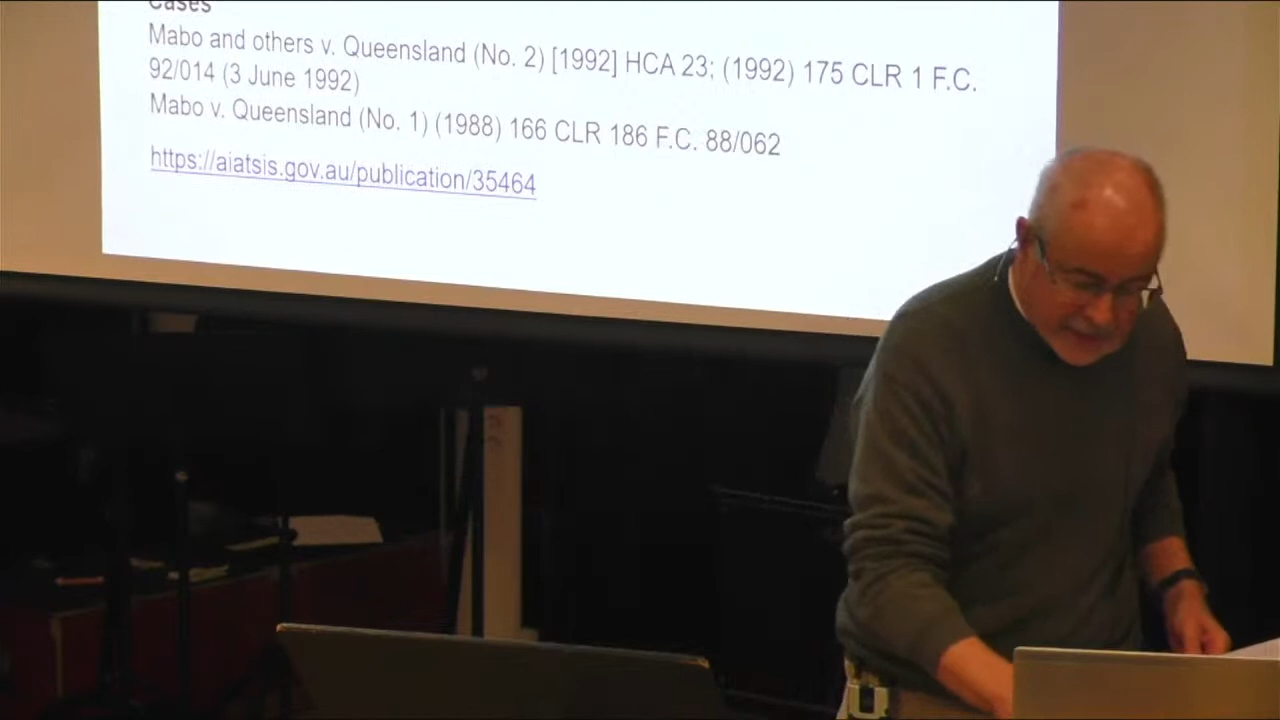 Cases
Mabo and others v. Queensland (No. 2) [1992] HCA 23; (1992) 175 CLR 1 F.C.
92/014 (3 June 1992)
Mabo v. Queensland (No. 1) (1988) 166 CLR 186 F.C. 88/062
https://aiatsis.gov.au/publication/35464